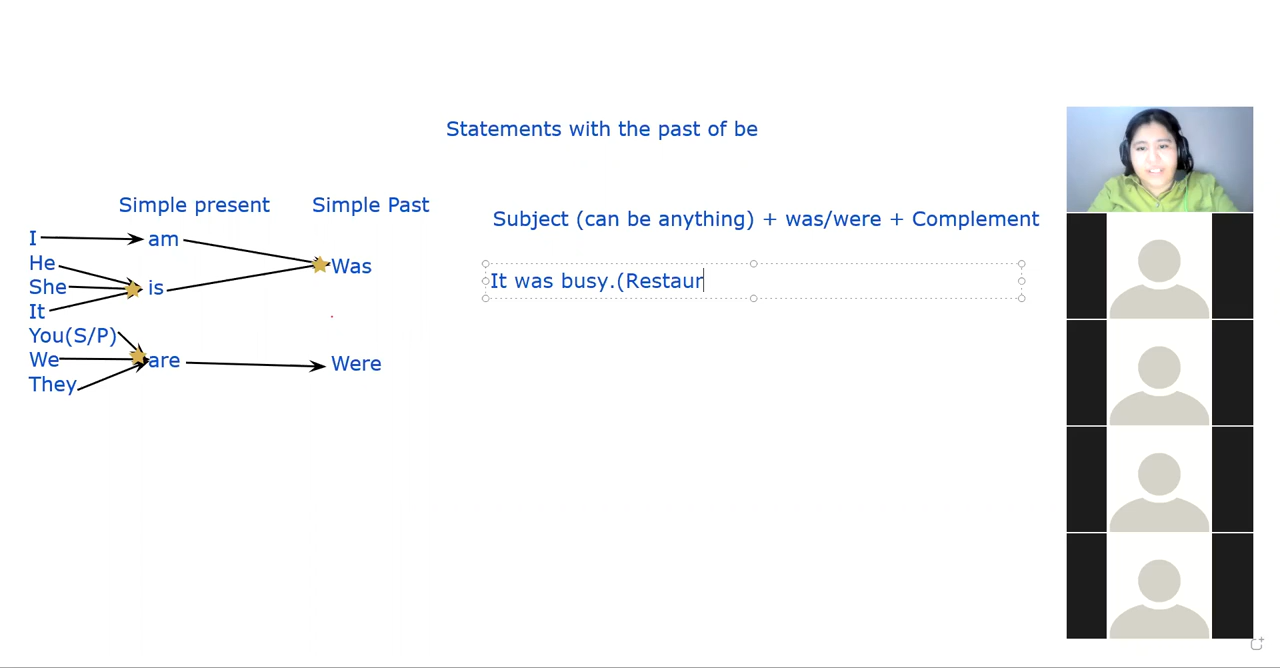 Statements with the past of be
Simple present
Simple Past
Subject (can be anything) + was/were + Complement
I
am
He
Was
She
is
It was busy.(Restaur
It
You(S/P)
We
are
Were
They